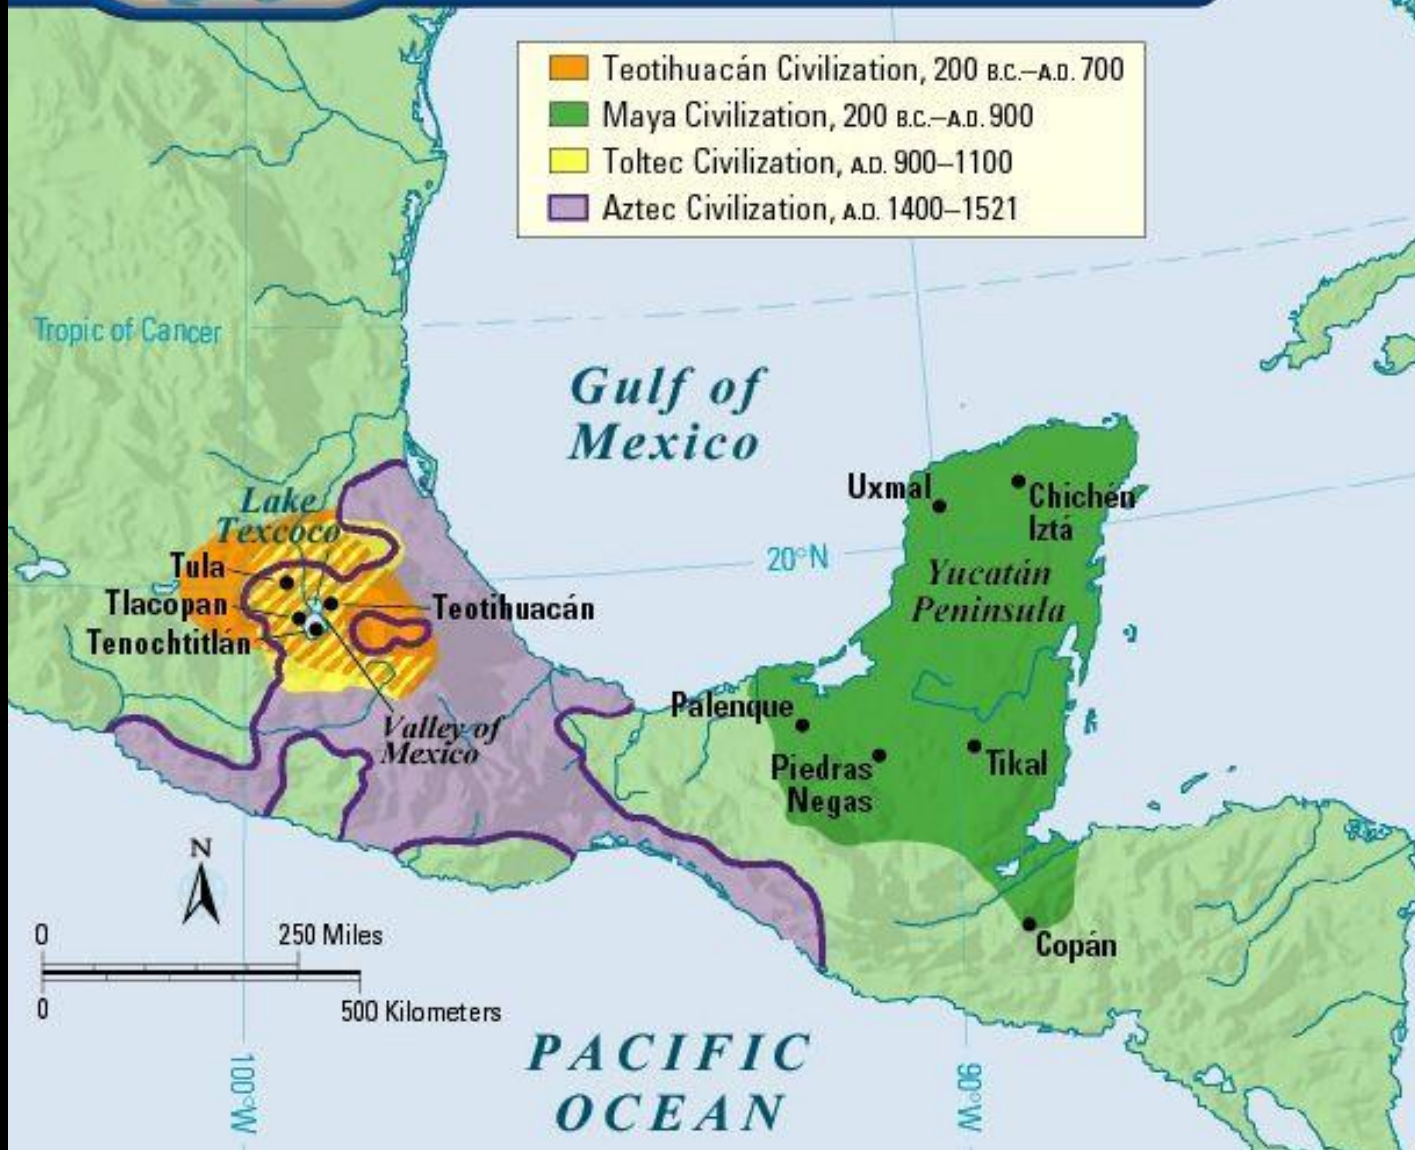 Teotihuacán Civilization, 200 B.C.–A.D. 700
Maya Civilization, 200 B.C.–A.D. 900
Toltec Civilization, A.D. 900–1100
Aztec Civilization, A.D. 1400–1521
Tropic of Cancer
Gulf of
Mexico
Lake
Texcoco
Tula
Tlacopan
Tenochtitlán
Teotihuacán
Valley of
Mexico
20°N
Uxmal
Chichén
Iztá
Yucatán
Peninsula
Palenque
Piedras
Negas
Tikal
Copán
N
0
250 Miles
0
500 Kilometers
PACIFIC
OCEAN
100°W
90°W